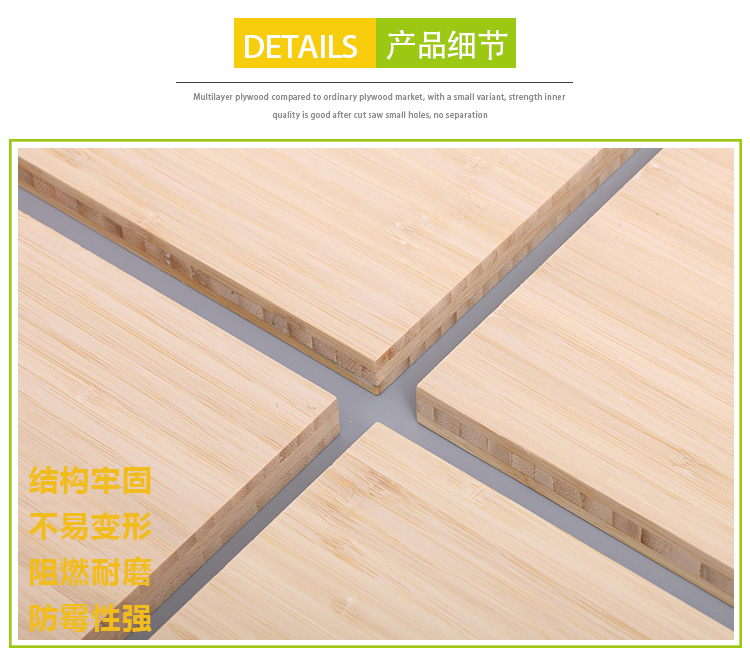 DETAILS 产品细节
Multilayer plywood compared to ordinary plywood market, with a small variant, strength inner
quality is good after cut saw small holes, no separation
结构牢固
不易变形
阻燃耐磨
防霉性强